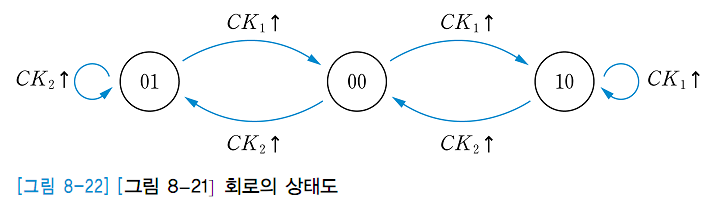 CK₁↑ CK₁↑
CK₂↑ 01 00 10 CK₁↑
CK₂↑ CK₂↑
[그림 8-22] [그림 8-21] 회로의 상태도